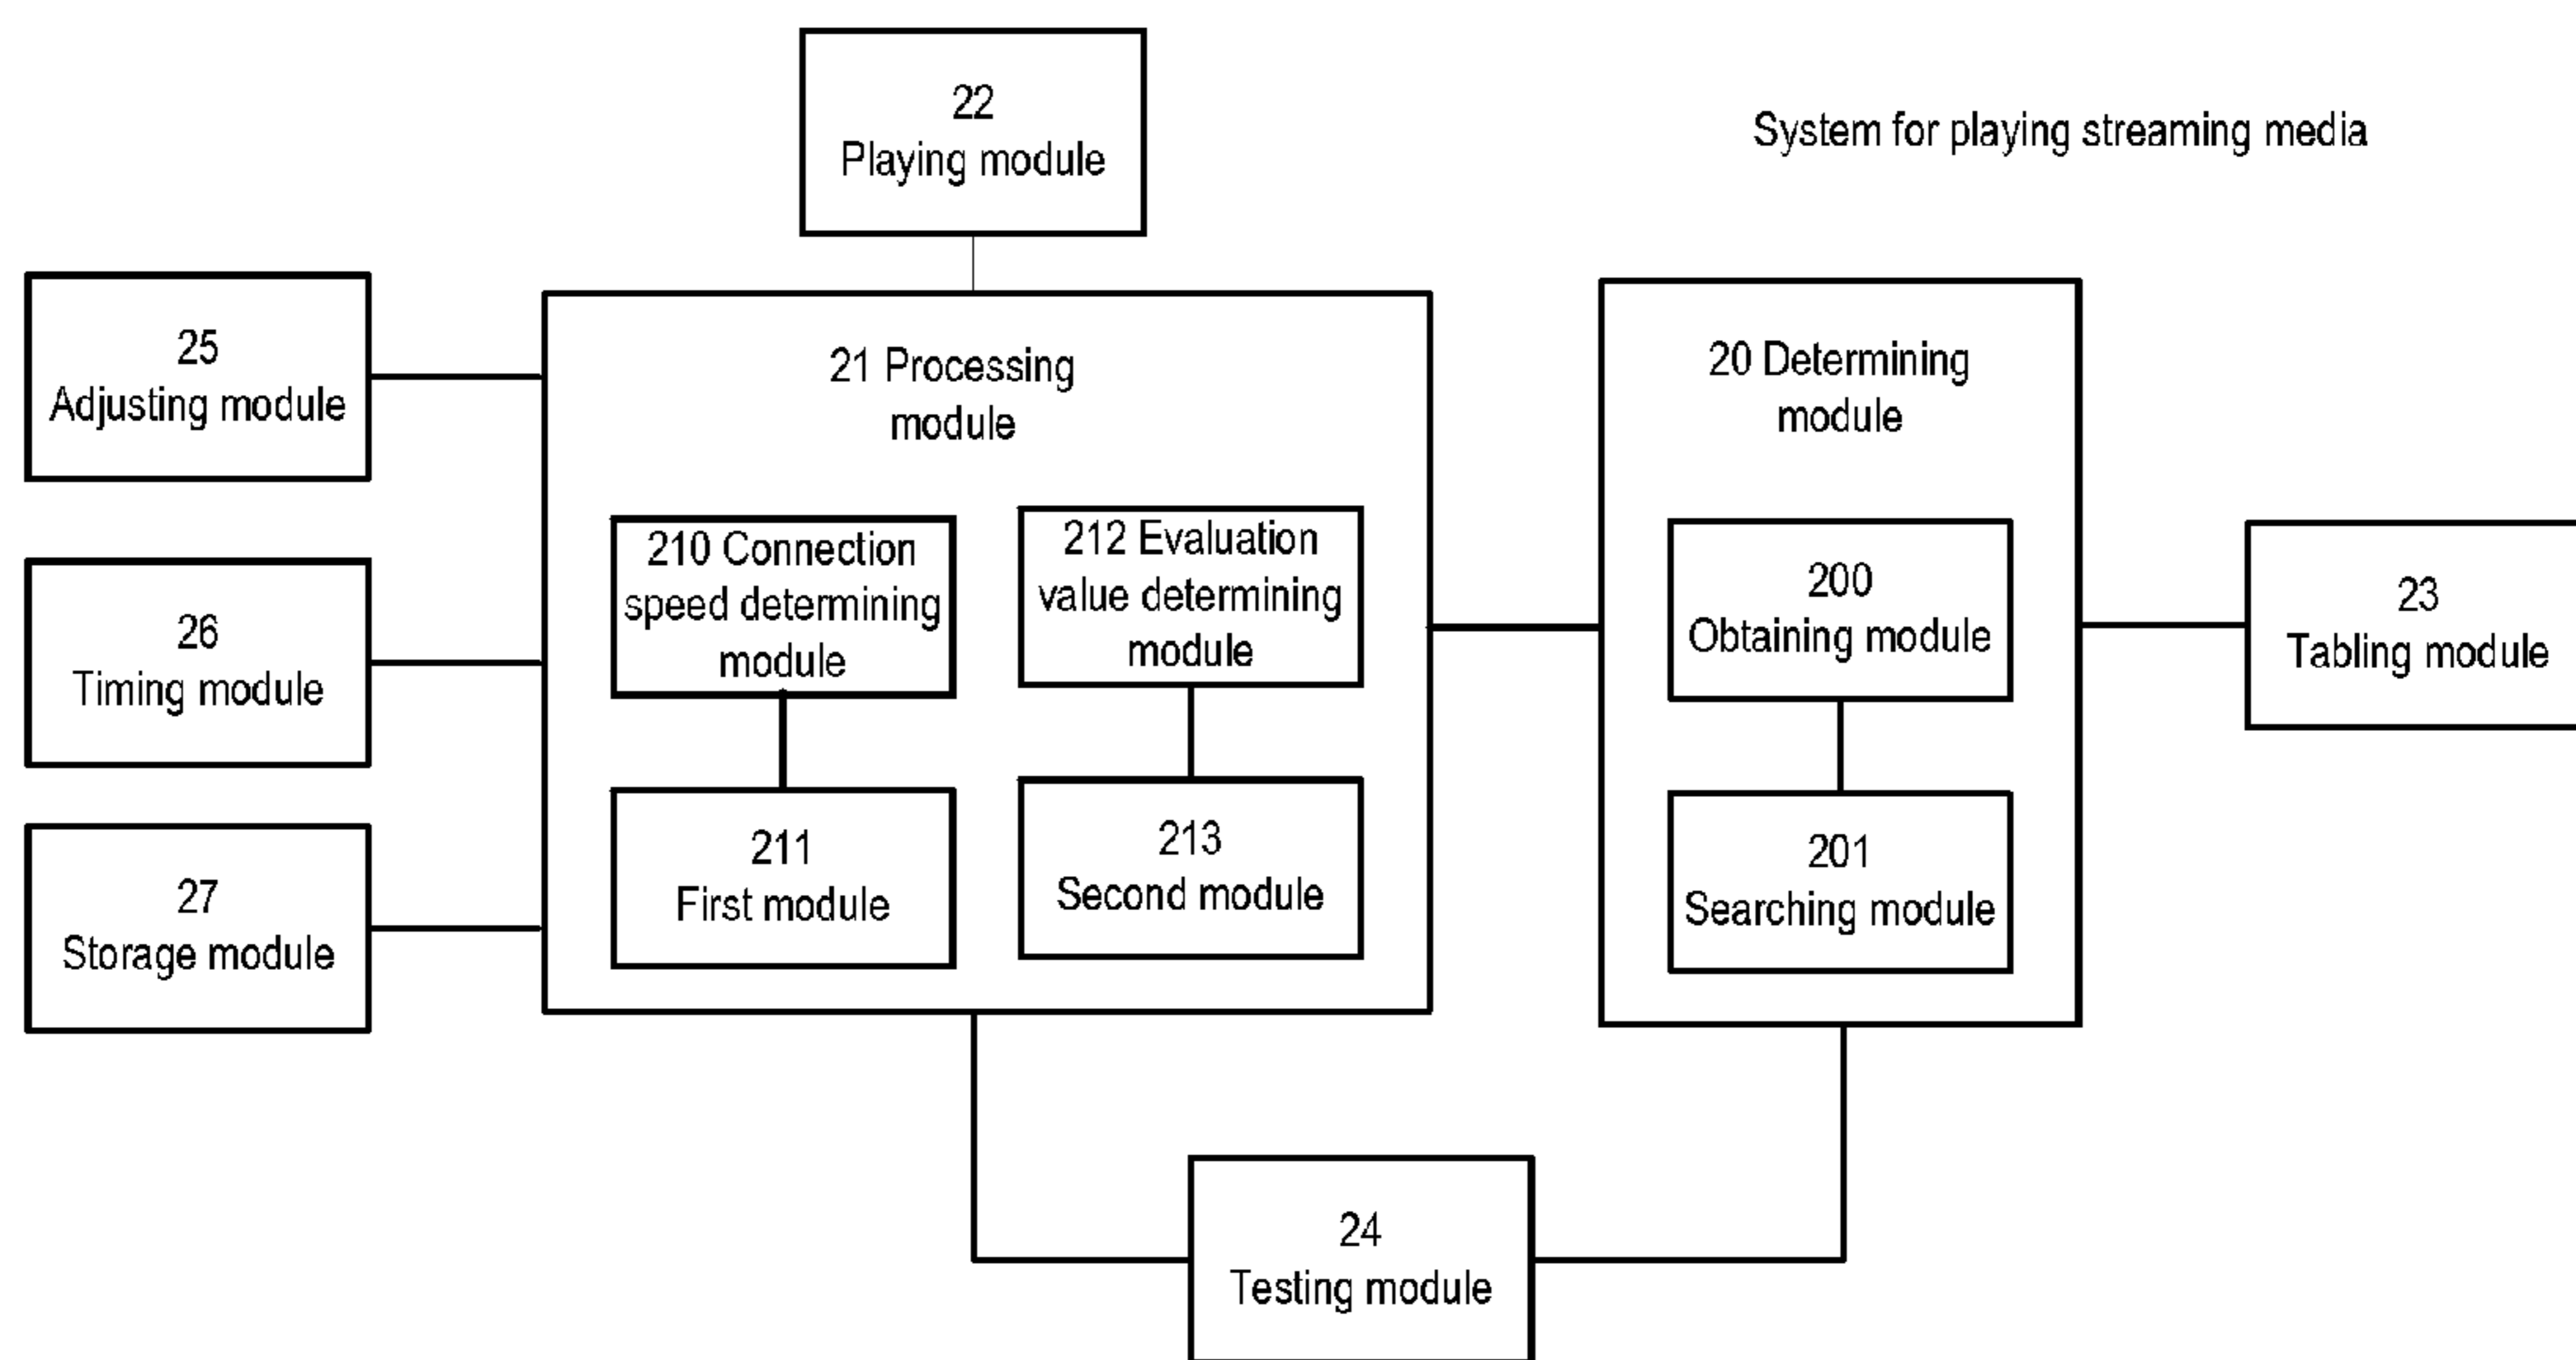 22
Playing module
System for playing streaming media
25
Adjusting module
21 Processing
module
20 Determining
module
210 Connection
speed determining
module
212 Evaluation
value determining
module
200
Obtaining module
23
Tabling module
26
Timing module
211
First module
213
Second module
201
Searching module
27
Storage module
24
Testing module